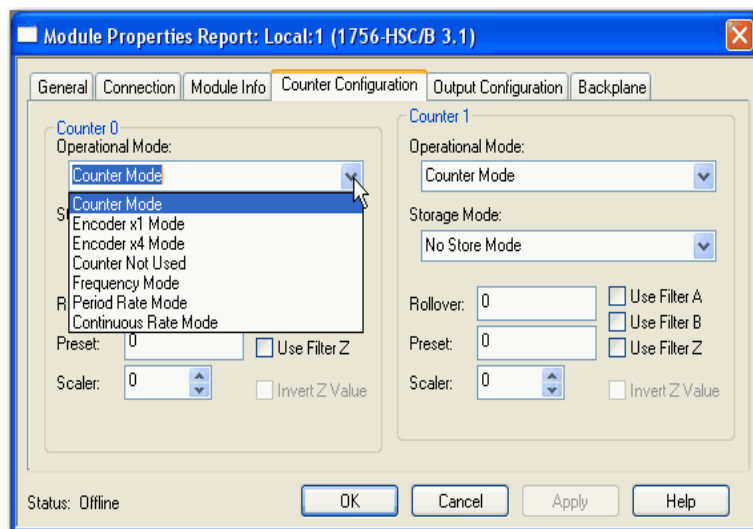 Module Properties Report: Local:1 (1756-HSC/B 3.1)
General
Connection
Module Info
Counter Configuration
Output Configuration
Backplane
Counter 0
Operational Mode:
Counter Mode
Counter Mode
Encoder x1 Mode
Encoder x4 Mode
Counter Not Used
Frequency Mode
Period Rate Mode
Continuous Rate Mode
Preset:
0
Use Filter Z
Scaler:
0
Invert Z Value
Counter 1
Operational Mode:
Counter Mode
Storage Mode:
No Store Mode
Rollover:
0
Use Filter A
Use Filter B
Preset:
0
Use Filter Z
Scaler:
0
Invert Z Value
Status: Offline
OK
Cancel
Apply
Help